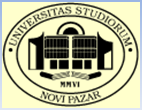 · UNIVERSITAS STUDIORUM ·
MMVI
NOVI PAZAR